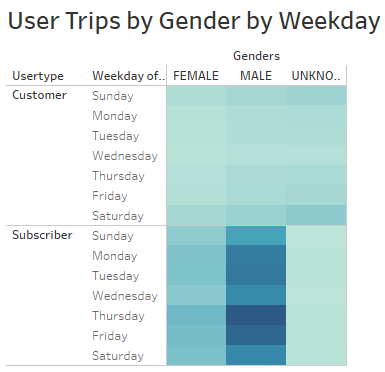 User Trips by Gender by Weekday
Genders
Usertype Weekday of.. FEMALE MALE UNKNO..
Customer Sunday
Monday
Tuesday
Wednesday
Thursday
Friday
Saturday
Subscriber Sunday
Monday
Tuesday
Wednesday
Thursday
Friday
Saturday